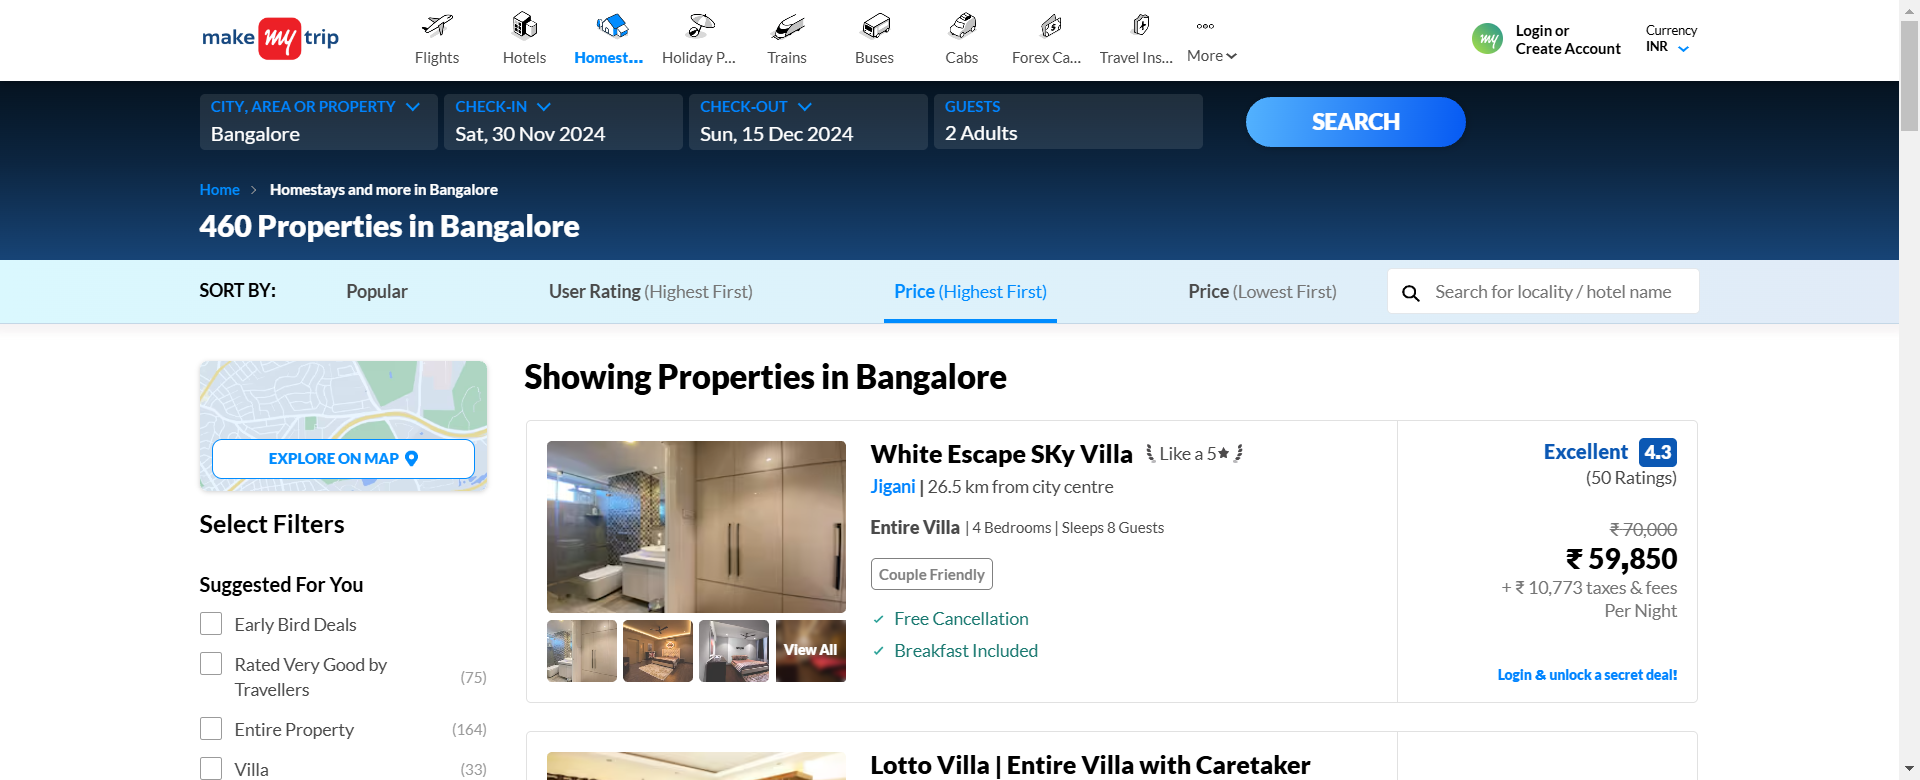 make my trip
Flights
Hotels
Homest...
Holiday P...
Trains
Buses
Cabs
Forex Ca...
Travel Ins...
More
my
Login or
Create Account
Currency
INR
CITY, AREA OR PROPERTY
Bangalore
CHECK-IN
Sat, 30 Nov 2024
CHECK-OUT
Sun, 15 Dec 2024
GUESTS
2 Adults
SEARCH
Home > Homestays and more in Bangalore
460 Properties in Bangalore
SORT BY:
Popular
User Rating (Highest First)
Price (Highest First)
Price (Lowest First)
Search for locality / hotel name
EXPLORE ON MAP
Select Filters
Suggested For You
Early Bird Deals
Rated Very Good by
Travellers
(75)
Entire Property (164)
Villa (33)
Showing Properties in Bangalore
White Escape SKy Villa
Like a 5★
Jigani | 26.5 km from city centre
Entire Villa | 4 Bedrooms | Sleeps 8 Guests
Couple Friendly
Free Cancellation
Breakfast Included
View All
Excellent 4.3
(50 Ratings)
₹ 70,000
₹ 59,850
+ ₹ 10,773 taxes & fees
Per Night
Login & unlock a secret deal!
Lotto Villa | Entire Villa with Caretaker